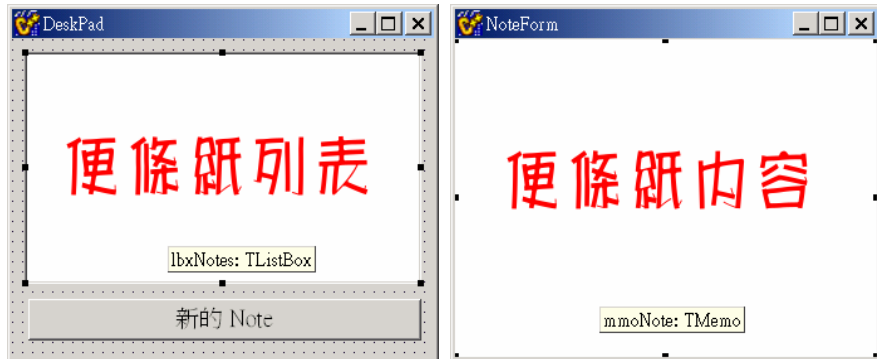 DeskPad
便條紙列表
lbxNotes: TListBox
新的 Note
NoteForm
便條紙內容
mmoNote: TMemo